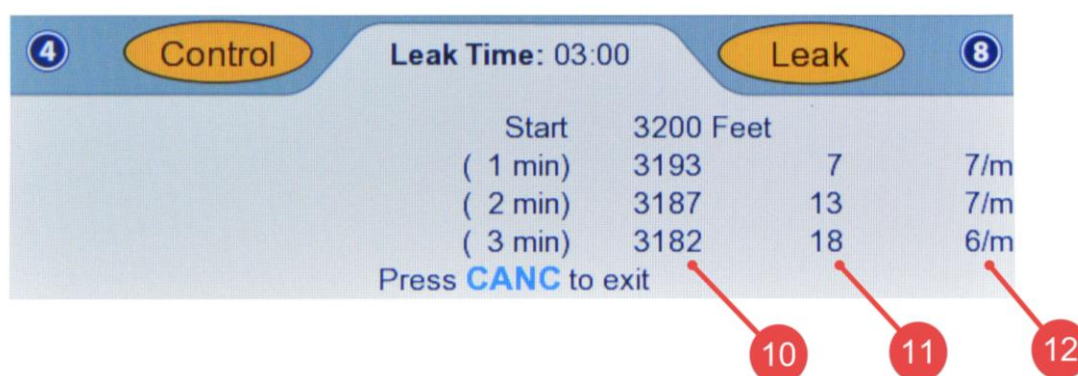 4 Control Leak Time: 03:00 Leak 8
Start 3200 Feet
( 1 min) 3193 7 7/m
( 2 min) 3187 13 7/m
( 3 min) 3182 18 6/m
Press CANC to exit
10 11 12